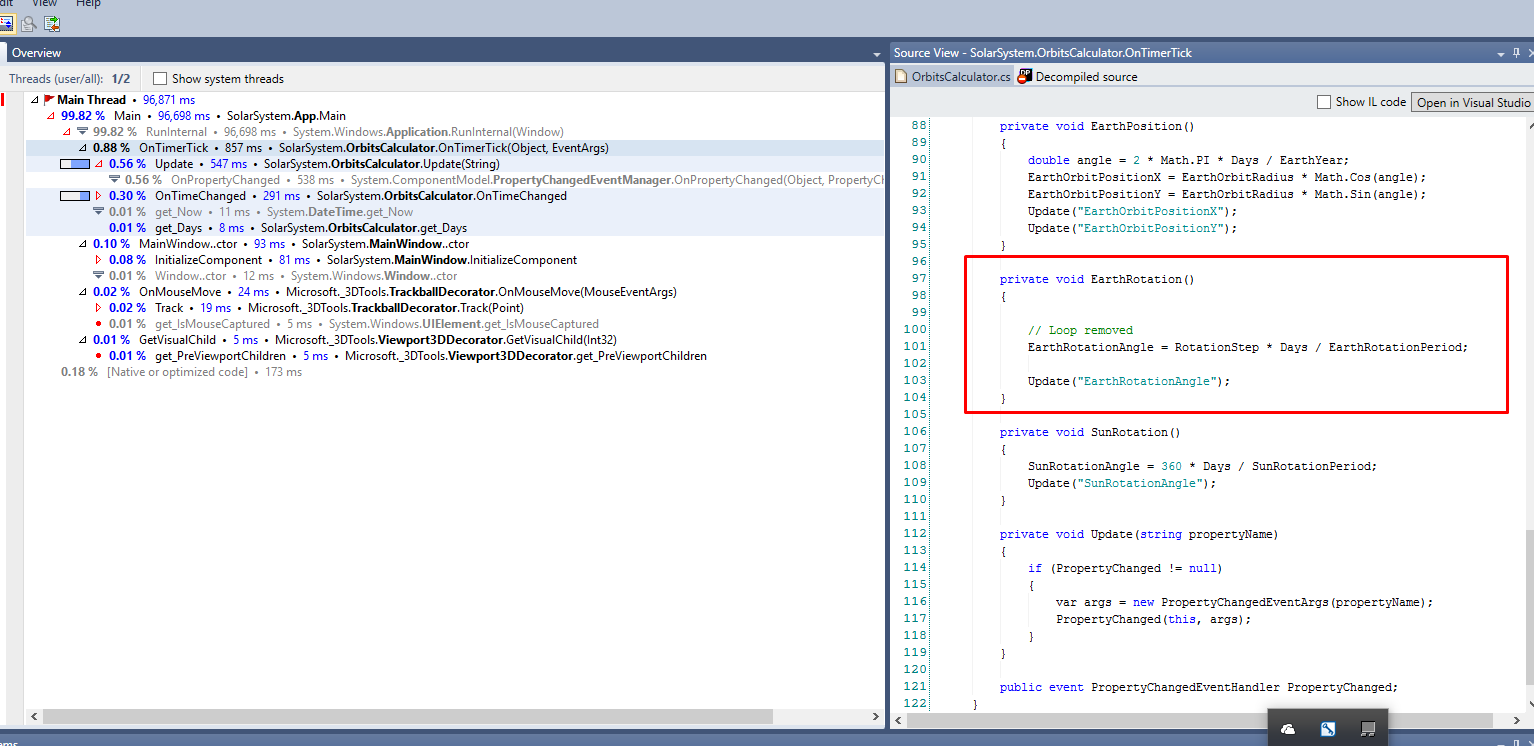 dit View Help
Overview
Threads (user/all): 1/2 Show system threads
Main Thread • 96,871 ms
99.82 % Main • 96,698 ms • SolarSystem.App.Main
99.82 % RunInternal • 96,698 ms • System.Windows.Application.RunInternal(Window)
0.88 % OnTimerTick • 857 ms • SolarSystem.OrbitsCalculator.OnTimerTick(Object, EventArgs)
0.56 % Update • 547 ms • SolarSystem.OrbitsCalculator.Update(String)
0.56 % OnPropertyChanged • 538 ms • System.ComponentModel.PropertyChangedEventManager.OnPropertyChanged(Object, PropertyCh
0.30 % OnTimeChanged • 291 ms • SolarSystem.OrbitsCalculator.OnTimeChanged
0.01 % get_Now • 11 ms • System.DateTime.get_Now
0.01 % get_Days • 8 ms • SolarSystem.OrbitsCalculator.get_Days
0.10 % MainWindow..ctor • 93 ms • SolarSystem.MainWindow..ctor
0.08 % InitializeComponent • 81 ms • SolarSystem.MainWindow.InitializeComponent
0.01 % Window..ctor • 12 ms • System.Windows.Window..ctor
0.02 % OnMouseMove • 24 ms • Microsoft._3DTools.TrackballDecorator.OnMouseMove(MouseEventArgs)
0.02 % Track • 19 ms • Microsoft._3DTools.TrackballDecorator.Track(Point)
0.01 % get_IsMouseCaptured • 5 ms • System.Windows.UIElement.get_IsMouseCaptured
0.01 % GetVisualChild • 5 ms • Microsoft._3DTools.Viewport3DDecorator.GetVisualChild(Int32)
0.01 % get_PreViewportChildren • 5 ms • Microsoft._3DTools.Viewport3DDecorator.get_PreViewportChildren
0.18 % [Native or optimized code] • 173 ms
Source View - SolarSystem.OrbitsCalculator.OnTimerTick
OrbitsCalculator.cs DP Decompiled source
Show IL code Open in Visual Studio
88 private void EarthPosition()
89 {
90 double angle = 2 * Math.PI * Days / EarthYear;
91 EarthOrbitPositionX = EarthOrbitRadius * Math.Cos(angle);
92 EarthOrbitPositionY = EarthOrbitRadius * Math.Sin(angle);
93 Update("EarthOrbitPositionX");
94 Update("EarthOrbitPositionY");
95 }
96
97 private void EarthRotation()
98 {
99
100 // Loop removed
101 EarthRotationAngle = RotationStep * Days / EarthRotationPeriod;
102
103 Update("EarthRotationAngle");
104 }
105
106 private void SunRotation()
107 {
108 SunRotationAngle = 360 * Days / SunRotationPeriod;
109 Update("SunRotationAngle");
110 }
111
112 private void Update(string propertyName)
113 {
114 if (PropertyChanged != null)
115 {
116 var args = new PropertyChangedEventArgs(propertyName);
117 PropertyChanged(this, args);
118 }
119 }
120
121 public event PropertyChangedEventHandler PropertyChanged;
122 }